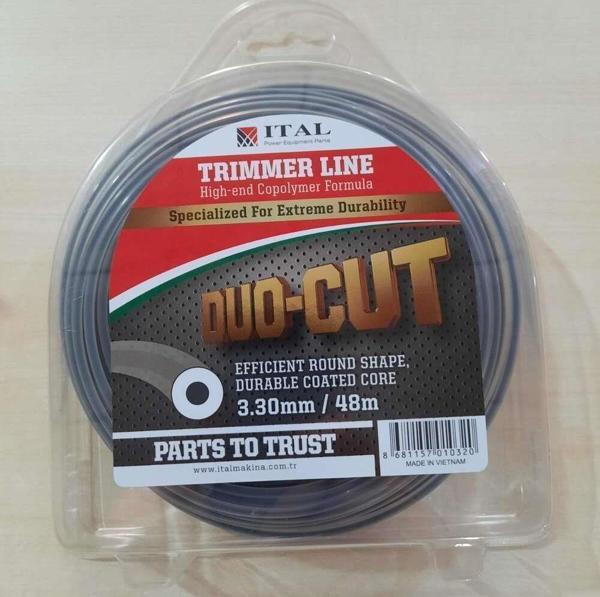 ITAL
Power Equipment Parts
TRIMMER LINE
High-end Copolymer Formula
Specialized For Extreme Durability
DUO-CUT
EFFICIENT ROUND SHAPE,
DURABLE COATED CORE
3.30mm / 48m
PARTS TO TRUST
www.italmakina.com.tr
8 681157 010320
MADE IN VIETNAM